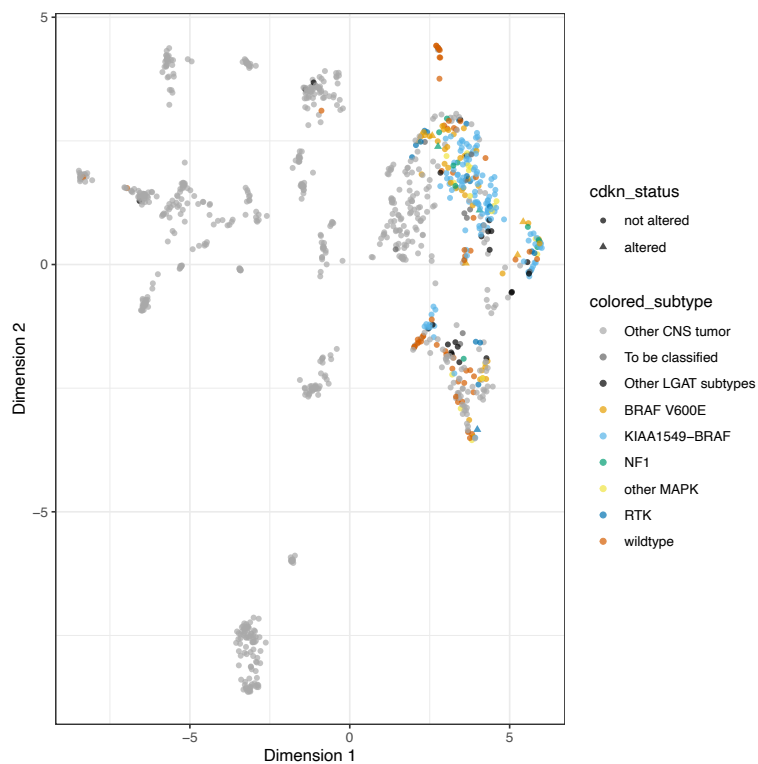 5
0
−5
Dimension 2
−5
0
5
Dimension 1
cdkn_status
not altered
altered
colored_subtype
Other CNS tumor
To be classified
Other LGAT subtypes
BRAF V600E
KIAA1549−BRAF
NF1
other MAPK
RTK
wildtype